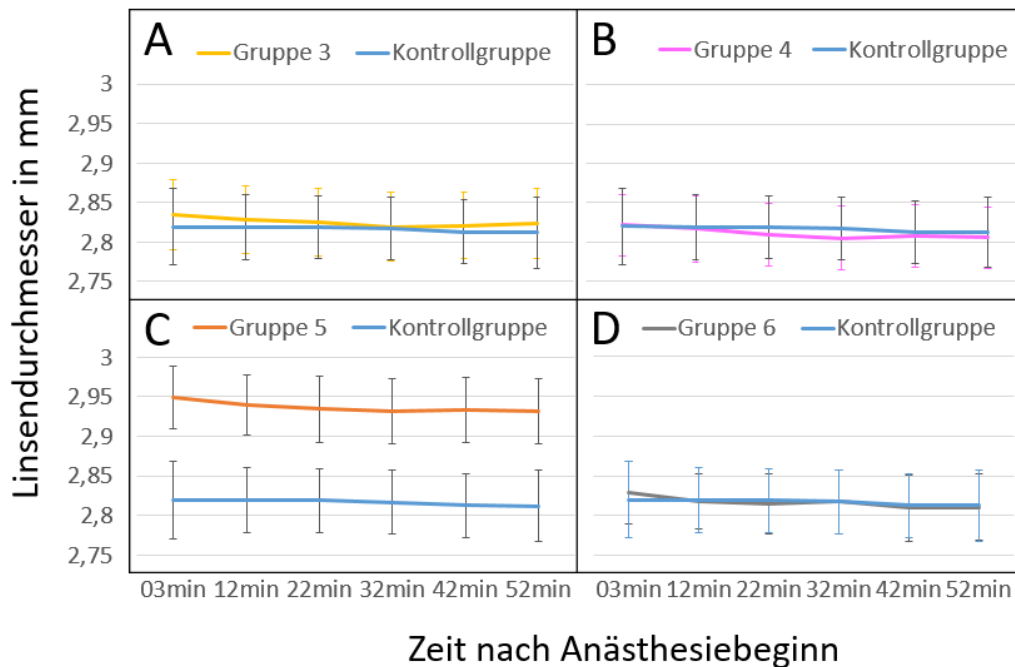 A Gruppe 3 Kontrollgruppe
B Gruppe 4 Kontrollgruppe
3
2,95
2,9
2,85
2,8
2,75
C Gruppe 5 Kontrollgruppe
D Gruppe 6 Kontrollgruppe
3
2,95
2,9
2,85
2,8
2,75
Linsendurchmesser in mm
03min 12min 22min 32min 42min 52min
03min 12min 22min 32min 42min 52min
Zeit nach Anästhesiebeginn